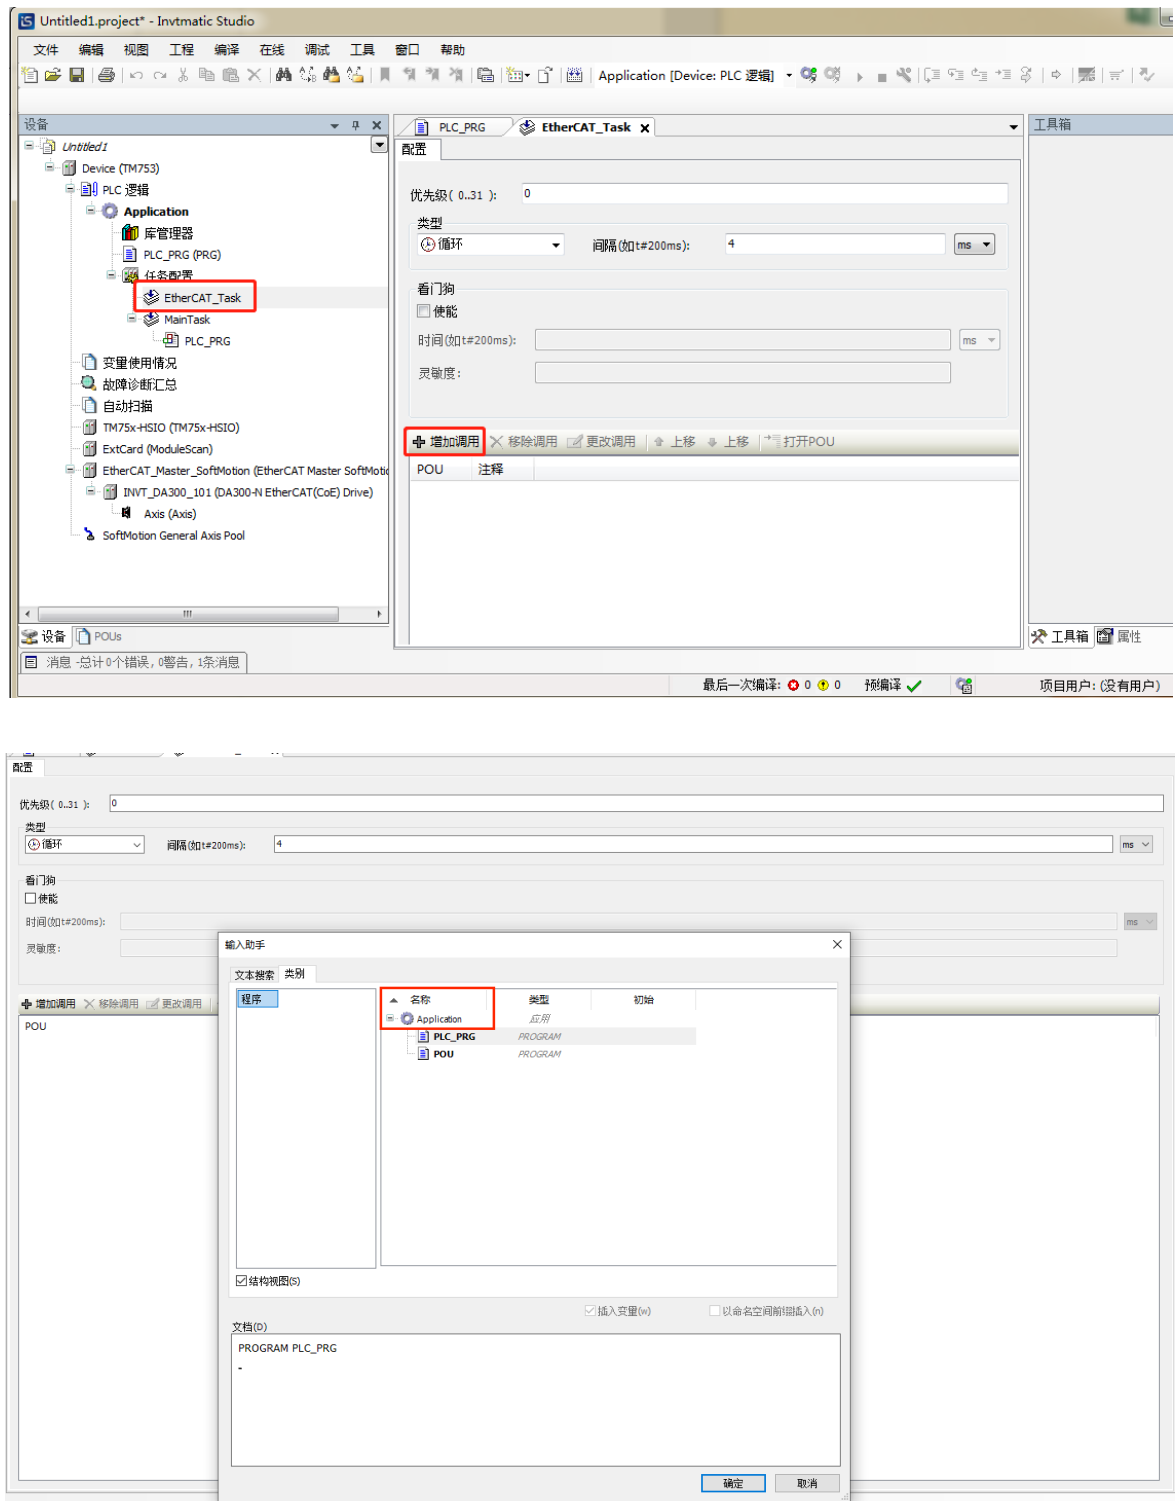 Untitled1.project* - Invtmatic Studio
文件 编辑 视图 工程 编译 在线 调试 工具 窗口 帮助
Application [Device: PLC 逻辑]
设备
Untitled1
Device (TM753)
PLC 逻辑
Application
库管理器
PLC_PRG (PRG)
任务配置
EtherCAT_Task
MainTask
PLC_PRG
变量使用情况
故障诊断汇总
自动扫描
TM75x-HSIO (TM75x-HSIO)
ExtCard (ModuleScan)
EtherCAT_Master_SoftMotion (EtherCAT Master SoftMotic
INVT_DA300_101 (DA300-N EtherCAT(CoE) Drive)
Axis (Axis)
SoftMotion General Axis Pool
设备 POUs
PLC_PRG EtherCAT_Task
配置
优先级( 0..31 ): 0
类型
循环 间隔(如t#200ms): 4 ms
看门狗
使能
时间(如t#200ms): ms
灵敏度:
增加调用 移除调用 更改调用 上移 上移 打开POU
POU 注释
工具箱
工具箱 属性
消息 -总计0个错误, 0警告, 1条消息
最后一次编译: 0 0 预编译 项目用户: (没有用户)
配置
优先级( 0..31 ): 0
类型
循环 间隔(如t#200ms): 4 ms
看门狗
使能
时间(如t#200ms): ms
灵敏度:
增加调用 移除调用 更改调用
POU
输入助手
文本搜索 类别
程序
名称 类型 初始
Application 应用
PLC_PRG PROGRAM
POU PROGRAM
结构视图(S)
插入变量(w) 以命名空间前缀插入(n)
文档(D)
PROGRAM PLC_PRG
-
确定 取消